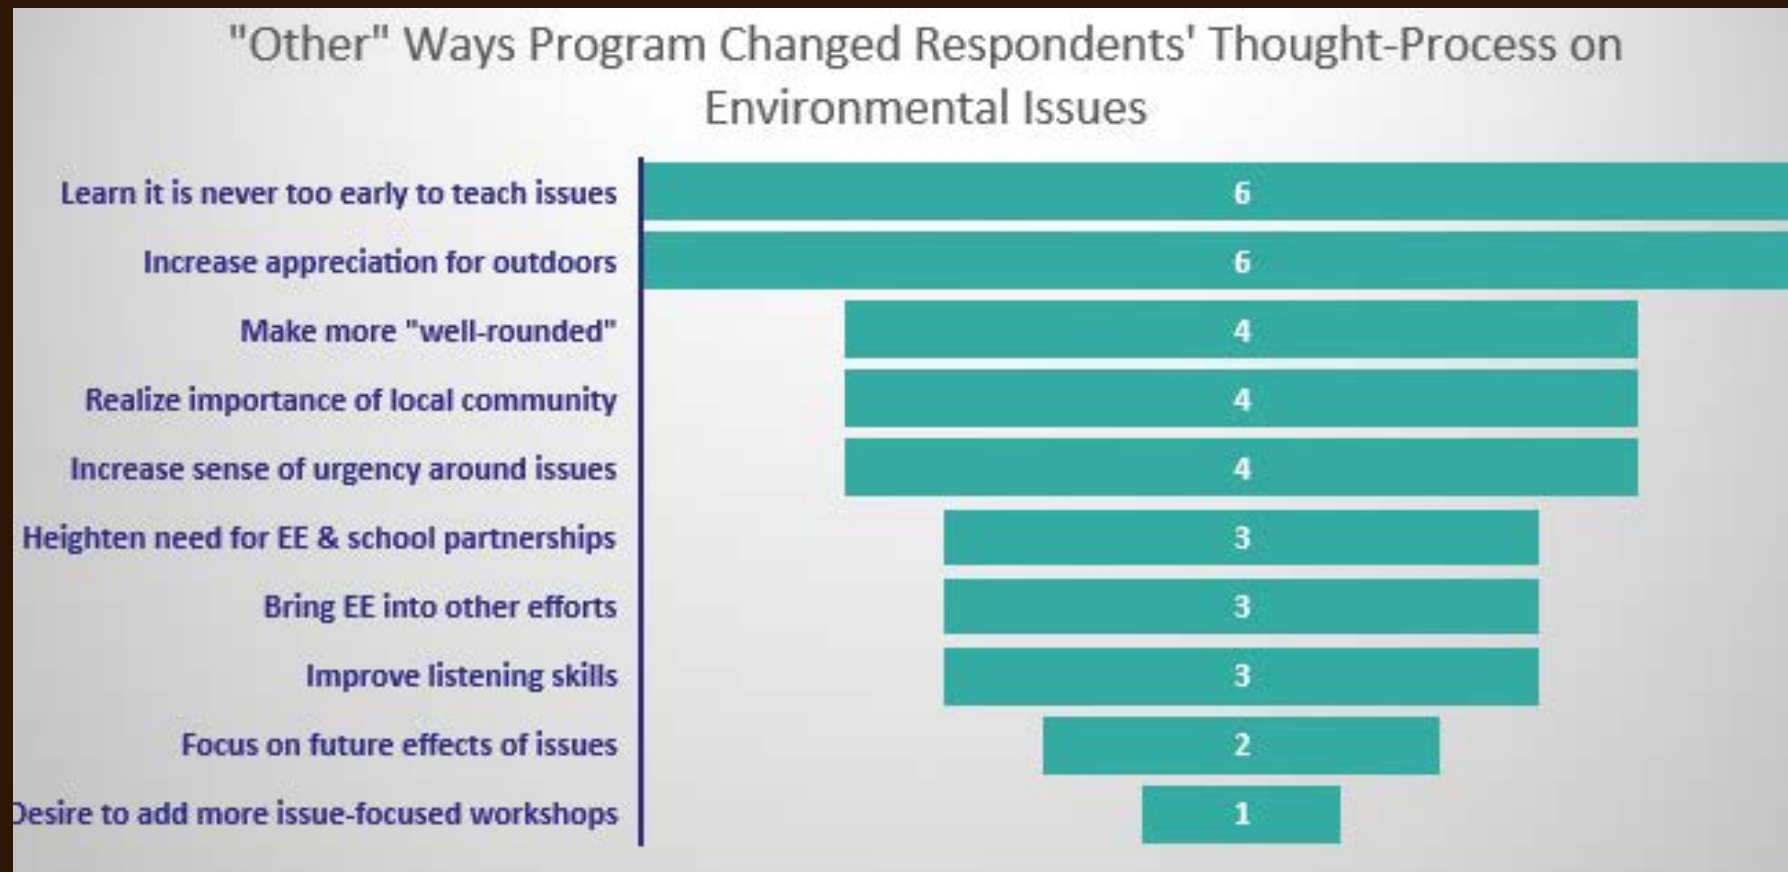 "Other" Ways Program Changed Respondents' Thought-Process on
Environmental Issues
Learn it is never too early to teach issues 6
Increase appreciation for outdoors 6
Make more "well-rounded" 4
Realize importance of local community 4
Increase sense of urgency around issues 4
Heighten need for EE & school partnerships 3
Bring EE into other efforts 3
Improve listening skills 3
Focus on future effects of issues 2
Desire to add more issue-focused workshops 1